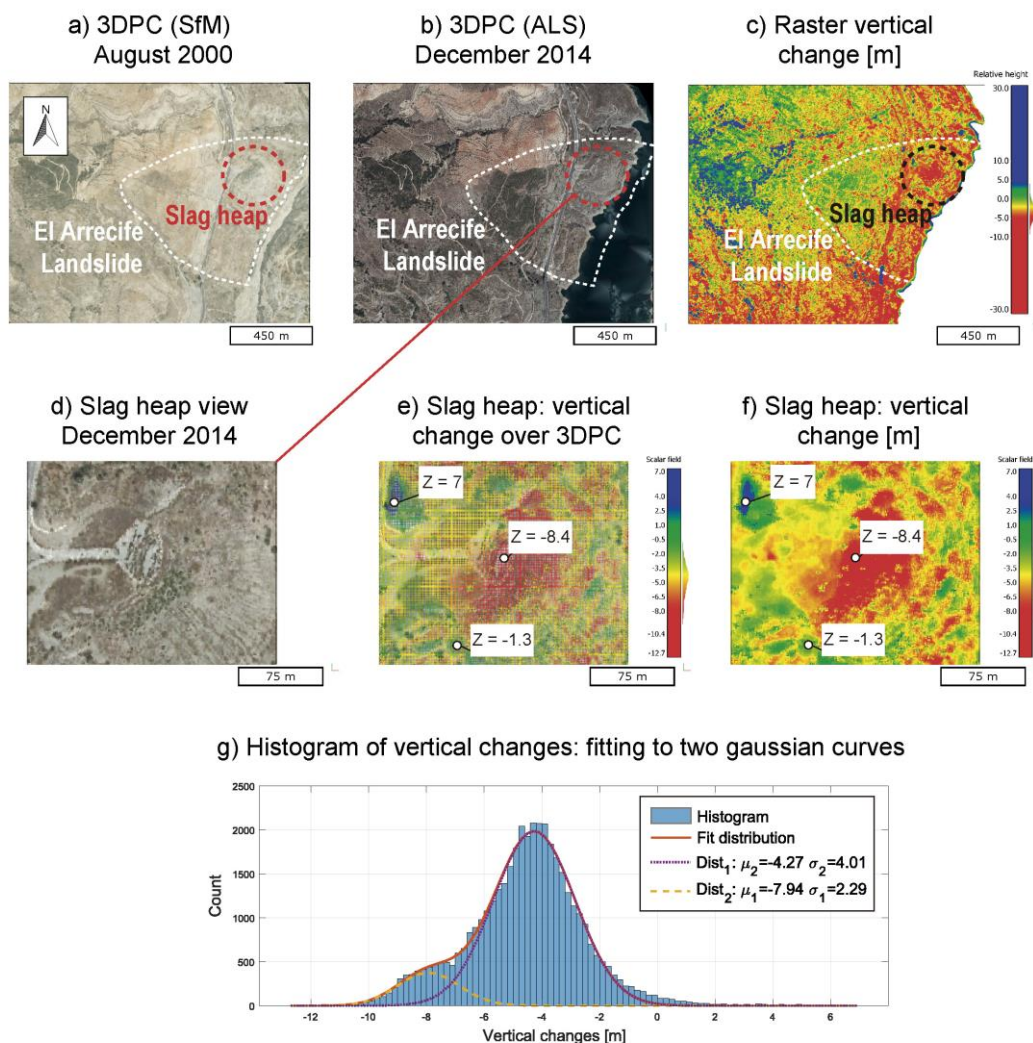 a) 3DPC (SfM)
August 2000
b) 3DPC (ALS)
December 2014
c) Raster vertical
change [m]
N
Slag heap
El Arrecife
Landslide
450 m
Slag heap
El Arrecife
Landslide
450 m
Relative height
30.0
10.0
5.0
0.0
-5.0
-10.0
-30.0
Slag heap
El Arrecife
Landslide
450 m
d) Slag heap view
December 2014
e) Slag heap: vertical
change over 3DPC
f) Slag heap: vertical
change [m]
75 m
Z = 7
Z = -8.4
Z = -1.3
Scalar field
7.0
4.0
2.5
1.0
-0.5
-2.0
-3.5
-5.0
-6.5
-8.0
-10.4
-12.7
75 m
Z = 7
Z = -8.4
Z = -1.3
Scalar field
7.0
4.0
2.5
1.0
-0.5
-2.0
-3.5
-5.0
-6.5
-8.0
-10.4
-12.7
75 m
g) Histogram of vertical changes: fitting to two gaussian curves
2500
2000
1500
1000
500
0
Count
-12
-10
-8
-6
-4
-2
0
2
4
6
Vertical changes [m]
Histogram
Fit distribution
Dist₁: μ₂=-4.27 σ₂=4.01
Dist₂: μ₁=-7.94 σ₁=2.29